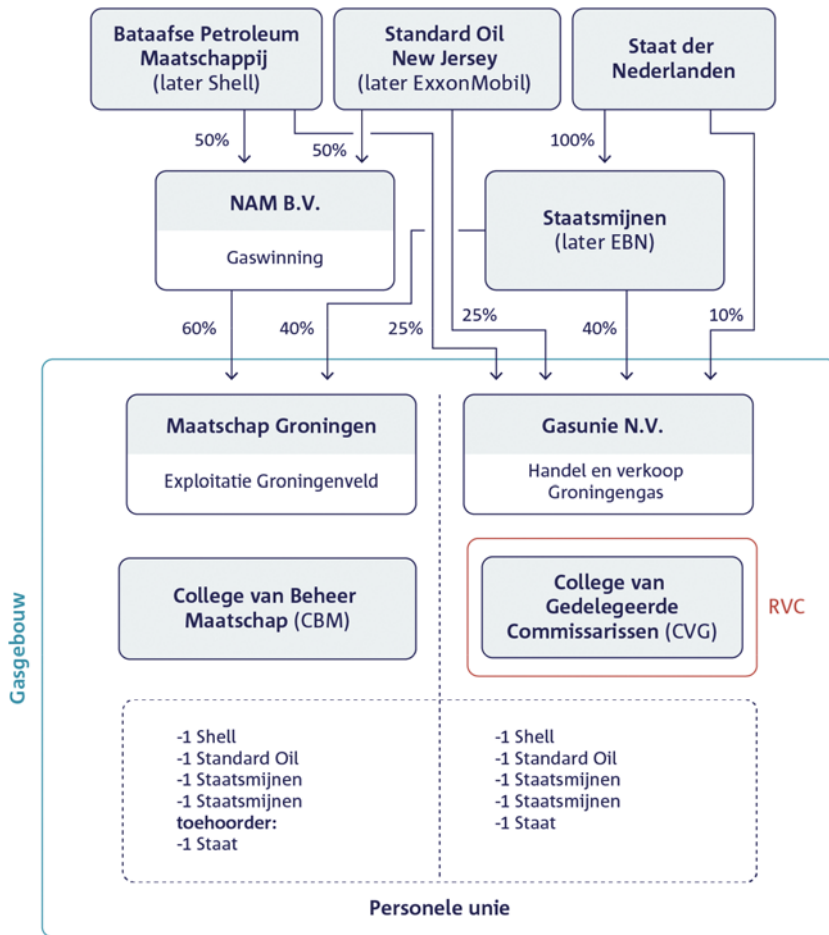 Bataafse Petroleum
Maatschappij
(later Shell)
Standard Oil
New Jersey
(later ExxonMobil)
Staat der
Nederlanden
50%
50%
100%
NAM B.V.
Gaswinning
Staatsmijnen
(later EBN)
60%
40%
25%
25%
40%
10%
Gasgebouw
Maatschap Groningen
Exploitatie Groningenveld
Gasunie N.V.
Handel en verkoop
Groningengas
College van Beheer
Maatschap (CBM)
College van
Gedelegeerde
Commissarissen (CVG)
RVC
-1 Shell
-1 Standard Oil
-1 Staatsmijnen
-1 Staatsmijnen
toehoorder:
-1 Staat
-1 Shell
-1 Standard Oil
-1 Staatsmijnen
-1 Staatsmijnen
-1 Staat
Personele unie